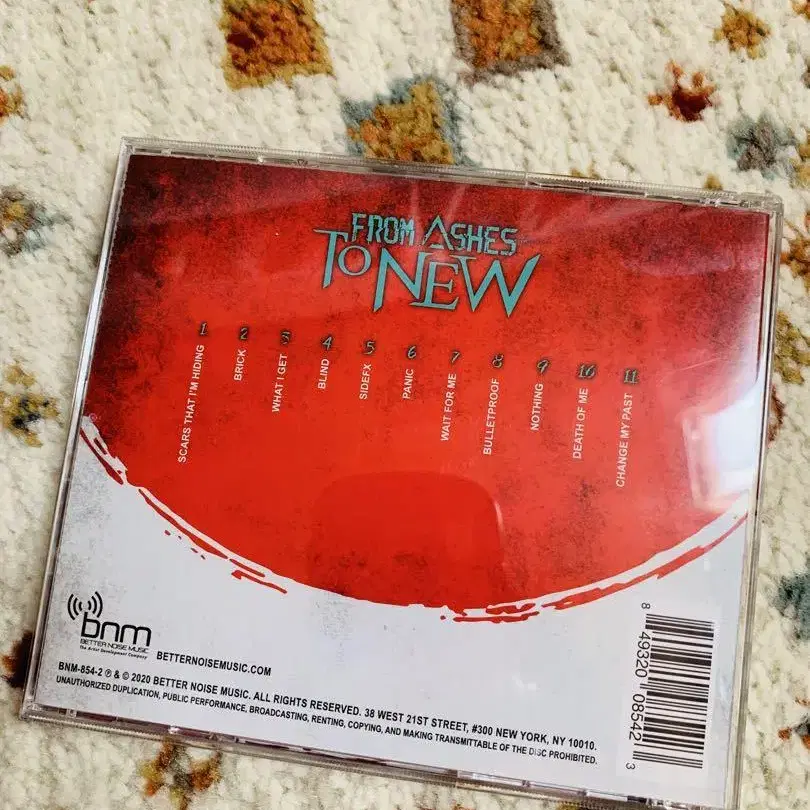 FROM ASHES
TO NEW
1 SCARS THAT I'M HIDING
2 BRICK
3 WHAT I GET
4 BLIND
5 SIDEFX
6 PANIC
7 WAIT FOR ME
8 BULLETPROOF
9 NOTHING
10 DEATH OF ME
11 CHANGE MY PAST
bnm
BETTER NOISE MUSIC
The Artist Development Company
BETTERNOISEMUSIC.COM
BNM-854-2 ℗ & © 2020 BETTER NOISE MUSIC. ALL RIGHTS RESERVED. 38 WEST 21ST STREET, #300 NEW YORK, NY 10010.
UNAUTHORIZED DUPLICATION, PUBLIC PERFORMANCE, BROADCASTING, RENTING, COPYING, AND MAKING TRANSMITTABLE OF THE DISC PROHIBITED.
8 49320 08542 3